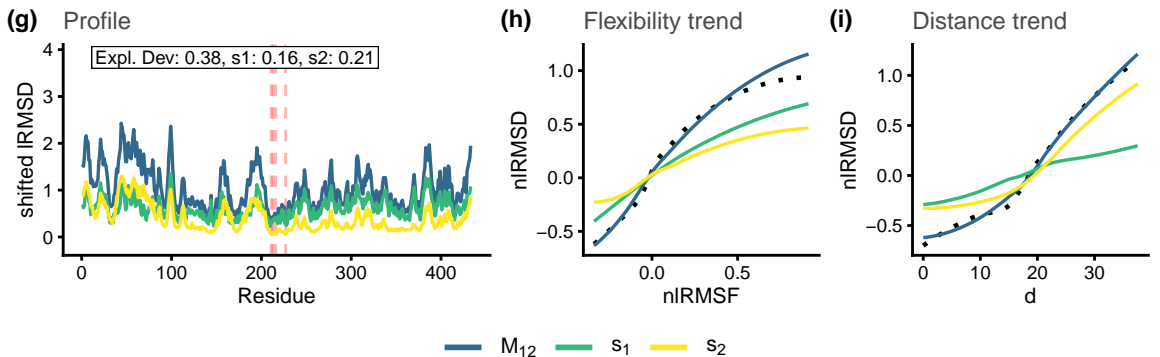 (g) Profile
Expl. Dev: 0.38, s1: 0.16, s2: 0.21
shifted lRMSD
4
3
2
1
0
0 100 200 300 400
Residue
(h) Flexibility trend
nlRMSD
1.0
0.5
0.0
−0.5
0.0 0.5
nlRMSF
(i) Distance trend
nlRMSD
1.0
0.5
0.0
−0.5
0 10 20 30
d
M12 s1 s2